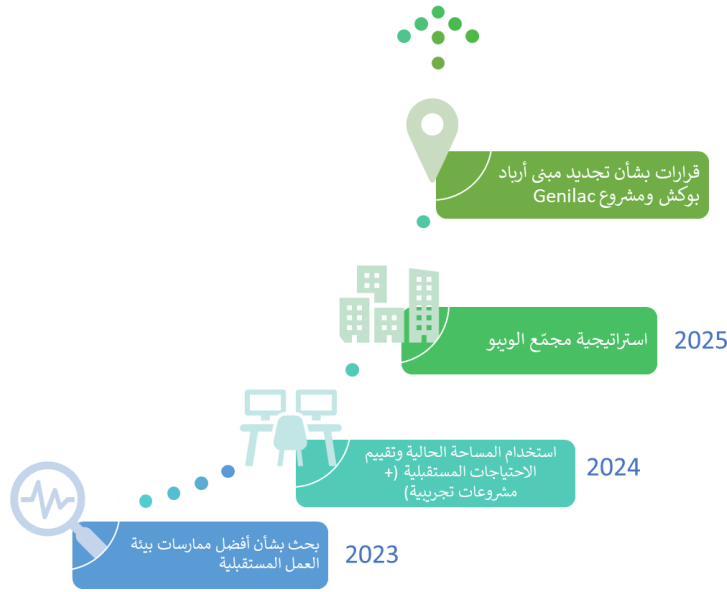 قرارات بشأن تجديد مبنى أرباد
بوكش ومشروع Genilac
استراتيجية مجمّع الويبو
2025
استخدام المساحة الحالية وتقييم
الاحتياجات المستقبلية (+
مشروعات تجريبية)
2024
بحث بشأن أفضل ممارسات بيئة
العمل المستقبلية
2023